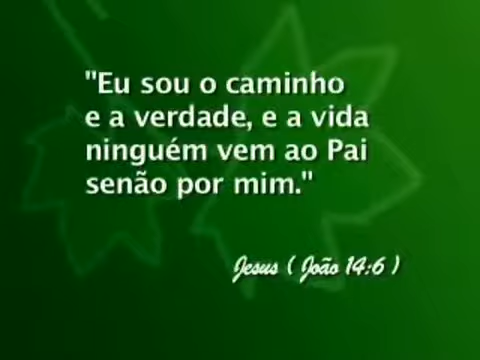 "Eu sou o caminho
e a verdade, e a vida
ninguém vem ao Pai
senão por mim."
Jesus ( João 14:6 )